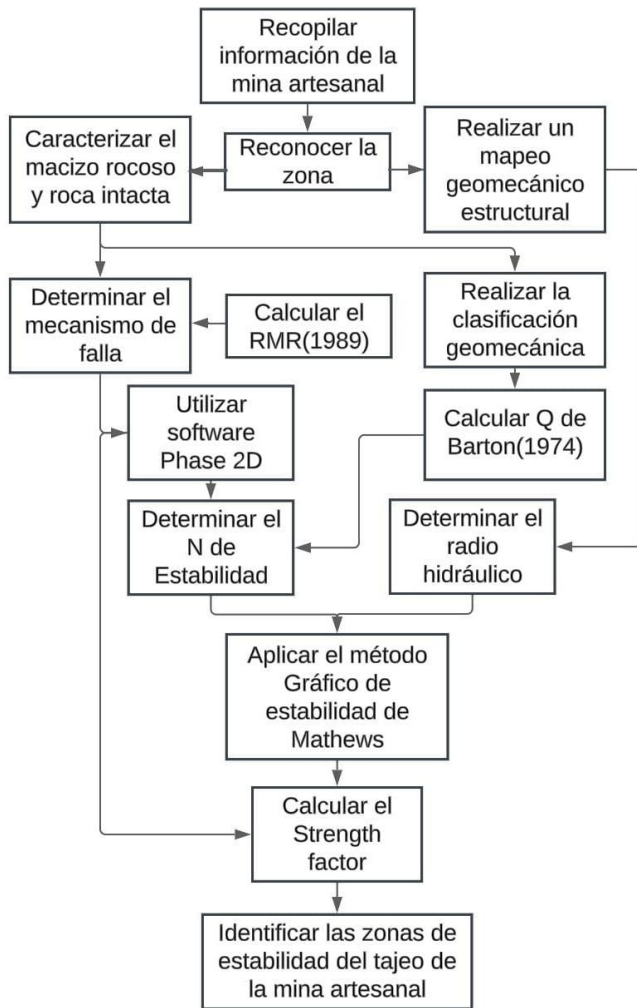 Recopilar
información de la
mina artesanal
Caracterizar el
macizo rocoso
y roca intacta
Reconocer la
zona
Realizar un
mapeo
geomecánico
estructural
Determinar el
mecanismo de
falla
Calcular el
RMR(1989)
Realizar la
clasificación
geomecánica
Utilizar
software
Phase 2D
Calcular Q de
Barton(1974)
Determinar el
N de
Estabilidad
Determinar el
radio
hidráulico
Aplicar el método
Gráfico de
estabilidad de
Mathews
Calcular el
Strength
factor
Identificar las zonas de
estabilidad del tajeo de
la mina artesanal